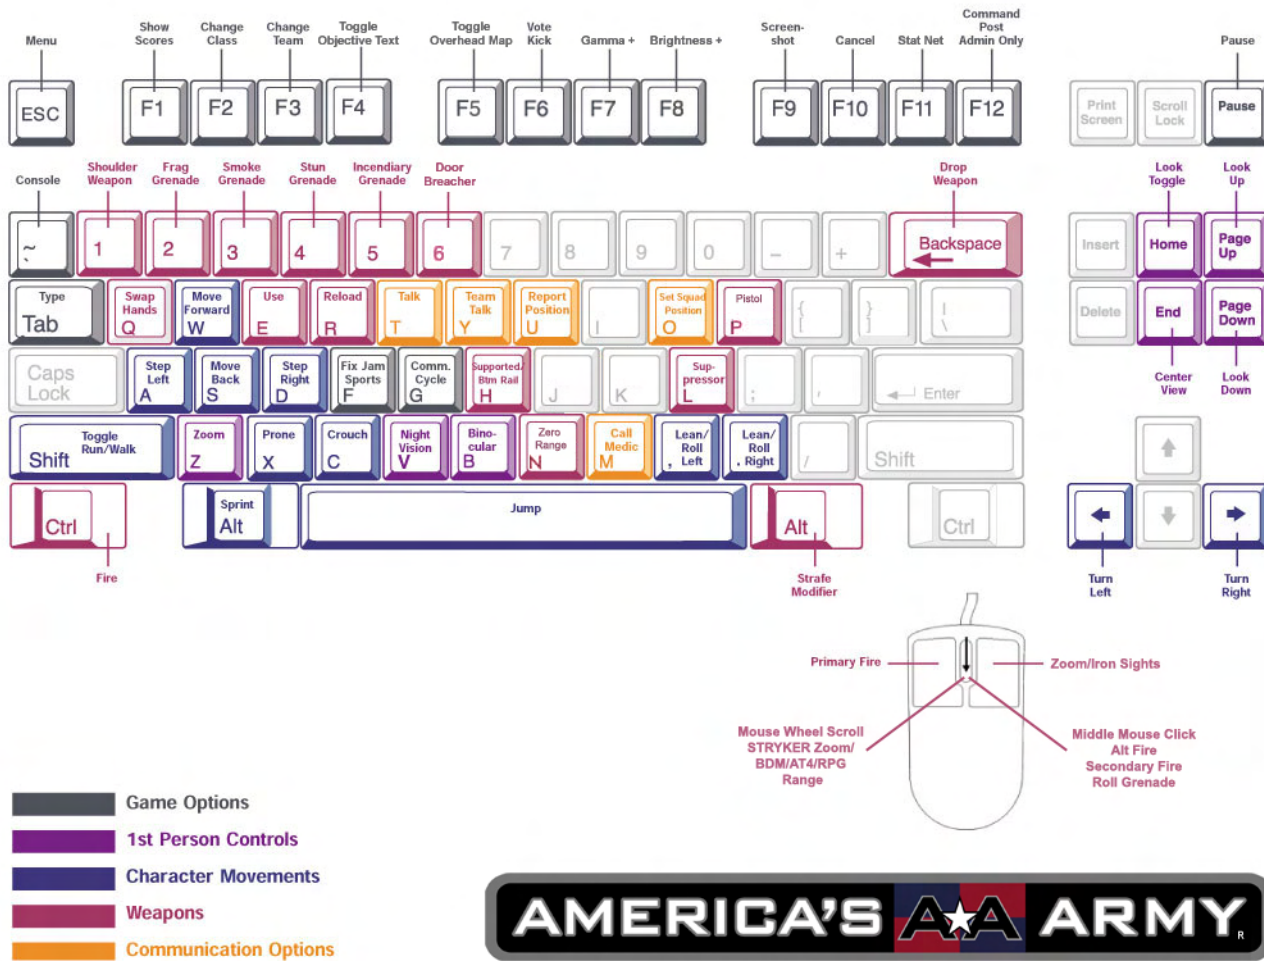 Menu
Show
Scores
Change
Class
Change
Team
Toggle
Objective Text
Toggle
Overhead Map
Vote
Kick
Gamma +
Brightness +
Screen-
shot
Cancel
Stat Net
Command
Post
Admin Only
Pause
ESC
F1
F2
F3
F4
F5
F6
F7
F8
F9
F10
F11
F12
Print
Screen
Scroll
Lock
Pause
Console
Shoulder
Weapon
Frag
Grenade
Smoke
Grenade
Stun
Grenade
Incendiary
Grenade
Door
Breacher
Drop
Weapon
Look
Toggle
Look
Up
~
`
1
2
3
4
5
6
7
8
9
0
-
+
Backspace
Insert
Home
Page
Up
Type
Tab
Swap
Hands
Q
Move
Forward
W
Use
E
Reload
R
Talk
T
Team
Talk
Y
Report
Position
U
I
Set Squad
Position
O
Pistol
P
{
[
}
]
|
\
Delete
End
Page
Down
Caps
Lock
Step
Left
A
Move
Back
S
Step
Right
D
Fix Jam
Sports
F
Comm.
Cycle
G
Supported/
Btm Rail
H
J
K
Sup-
pressor
L
;
'
Enter
Center
View
Look
Down
Toggle
Run/Walk
Shift
Zoom
Z
Prone
X
Crouch
C
Night
Vision
V
Bino-
cular
B
Zero
Range
N
Call
Medic
M
Lean/
Roll
, Left
Lean/
Roll
. Right
/
Shift
Ctrl
Sprint
Alt
Jump
Alt
Ctrl
Fire
Strafe
Modifier
Turn
Left
Turn
Right
Primary Fire
Zoom/Iron Sights
Mouse Wheel Scroll
STRYKER Zoom/
BDM/AT4/RPG
Range
Middle Mouse Click
Alt Fire
Secondary Fire
Roll Grenade
Game Options
1st Person Controls
Character Movements
Weapons
Communication Options
AMERICA'S AA ARMY
R